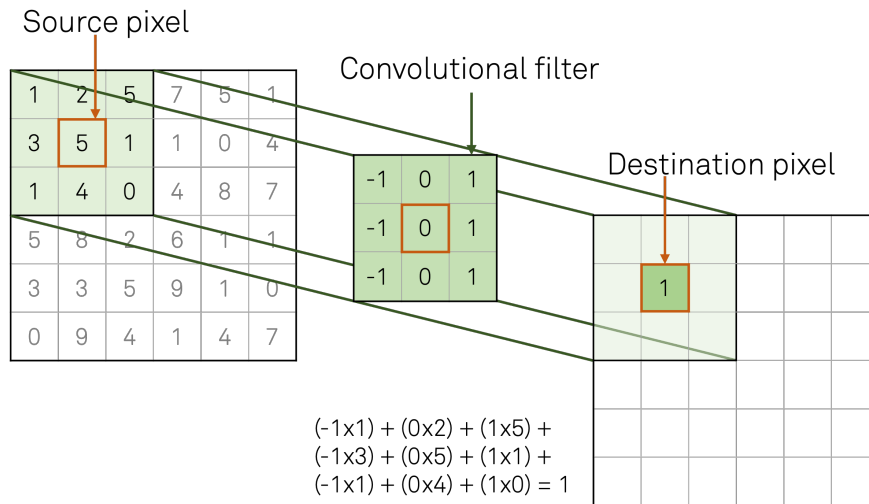 Source pixel
Convolutional filter
Destination pixel
1 2 5 7 5 1
3 5 1 1 0 4
1 4 0 4 8 7
5 8 2 6 1 1
3 3 5 9 1 0
0 9 4 1 4 7
-1 0 1
-1 0 1
-1 0 1
1
(-1x1) + (0x2) + (1x5) +
(-1x3) + (0x5) + (1x1) +
(-1x1) + (0x4) + (1x0) = 1